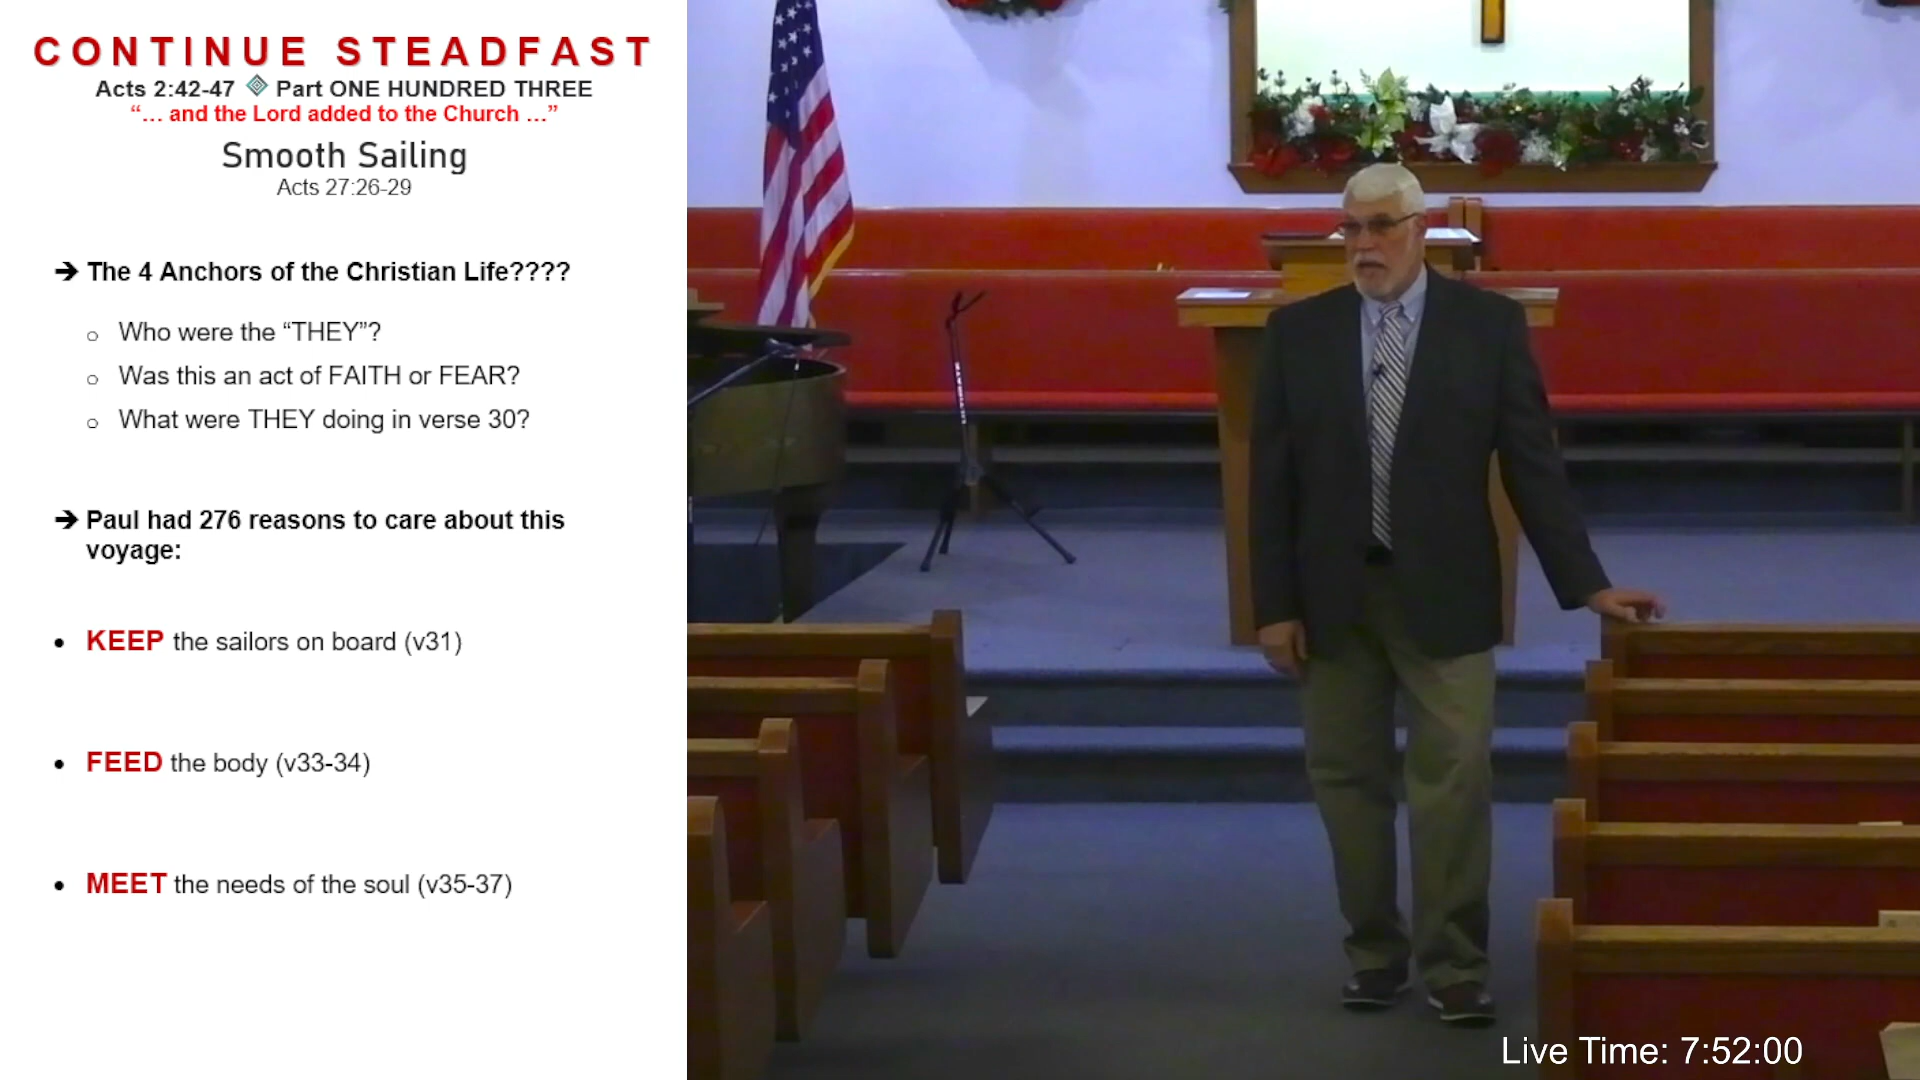 CONTINUE STEADFAST
Acts 2:42-47 Part ONE HUNDRED THREE
“… and the Lord added to the Church …”
Smooth Sailing
Acts 27:26-29
➔ The 4 Anchors of the Christian Life????
o Who were the “THEY”?
o Was this an act of FAITH or FEAR?
o What were THEY doing in verse 30?
➔ Paul had 276 reasons to care about this
voyage:
• KEEP the sailors on board (v31)
• FEED the body (v33-34)
• MEET the needs of the soul (v35-37)
Live Time: 7:52:00